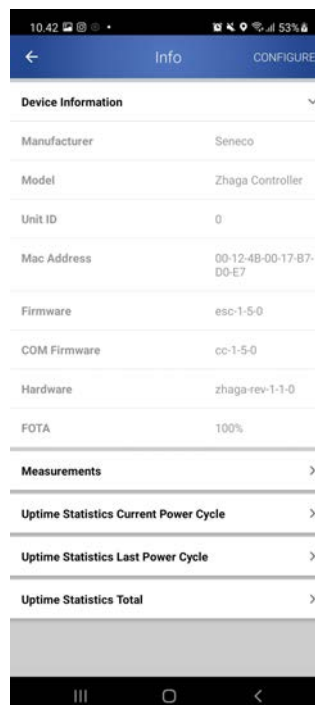 10.42
53%
Info
CONFIGURE
Device Information
Manufacturer Seneco
Model Zhaga Controller
Unit ID 0
Mac Address 00-12-4B-00-17-B7-
D0-E7
Firmware esc-1-5-0
COM Firmware cc-1-5-0
Hardware zhaga-rev-1-1-0
FOTA 100%
Measurements
Uptime Statistics Current Power Cycle
Uptime Statistics Last Power Cycle
Uptime Statistics Total